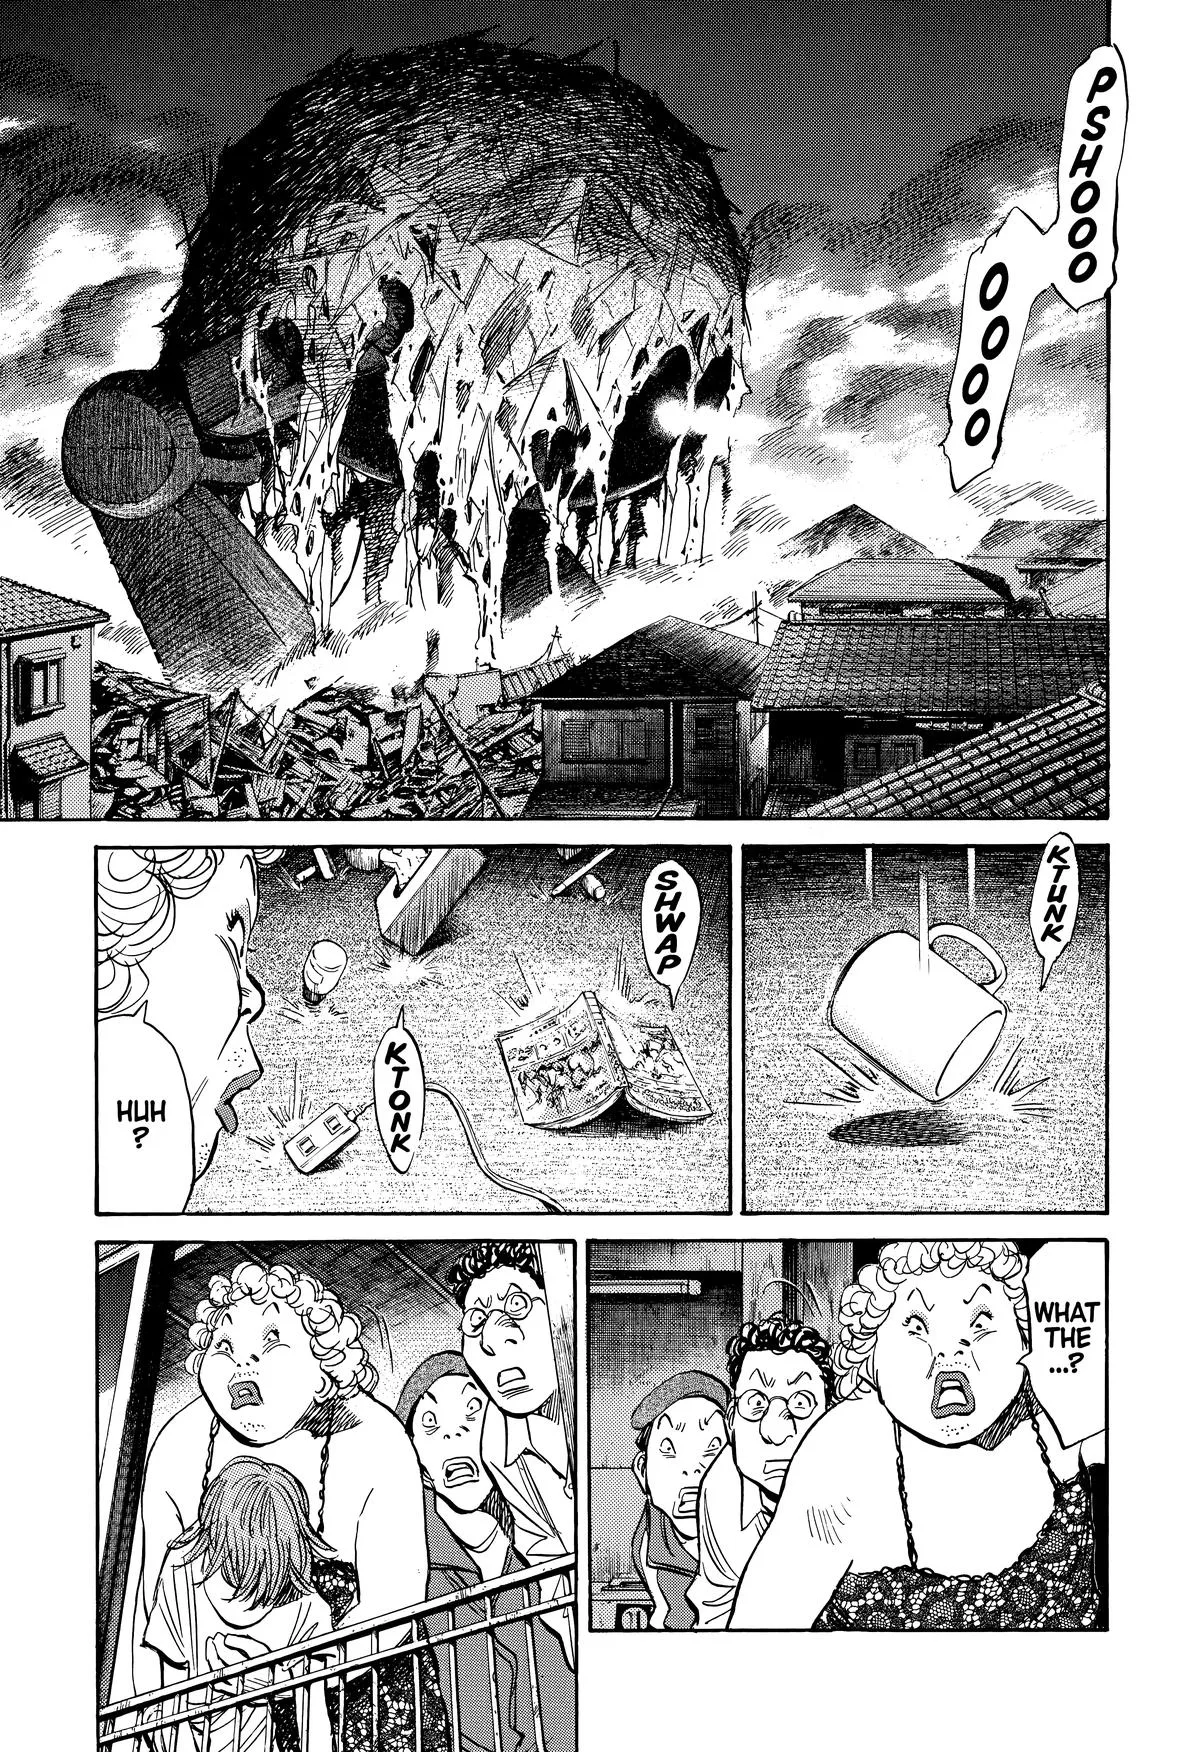 PSHOOO
OOOO
KTUNK
SHWAP
KTONK
HUH
?
WHAT
THE
...?